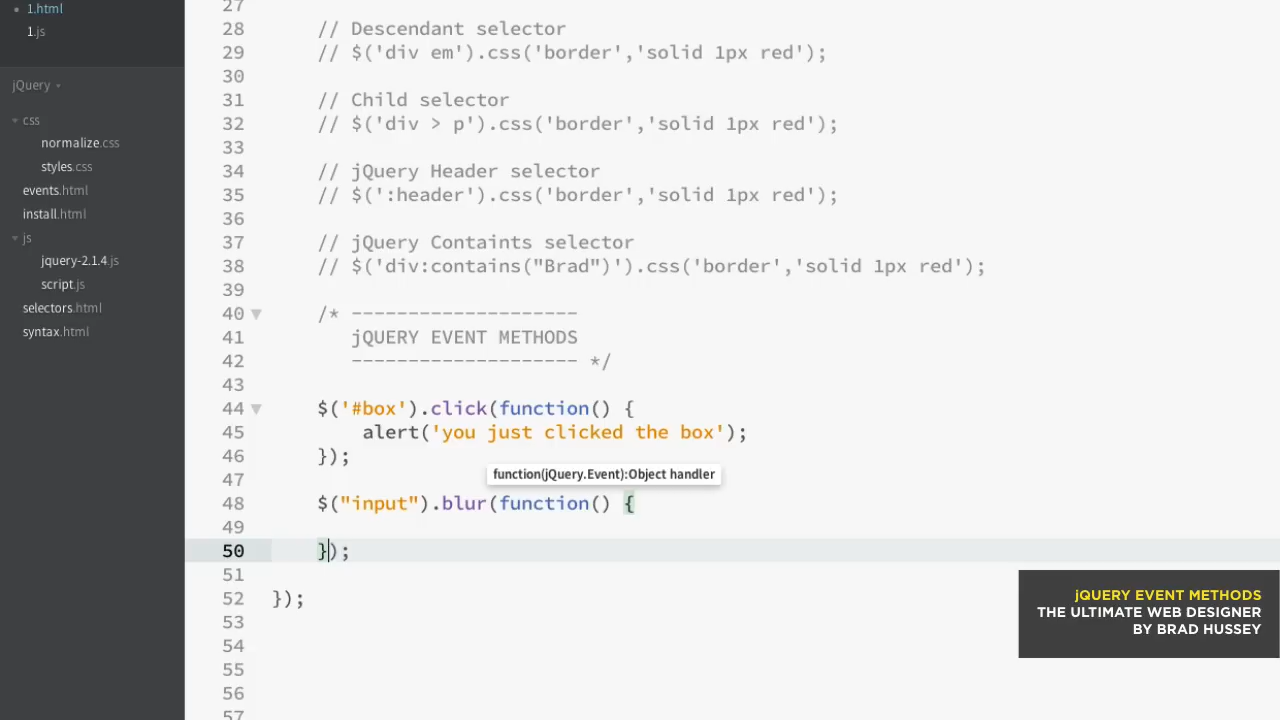 1.html
1.js
jQuery
css
normalize.css
styles.css
events.html
install.html
js
jquery-2.1.4.js
script.js
selectors.html
syntax.html
27
28 // Descendant selector
29 // $('div em').css('border','solid 1px red');
30
31 // Child selector
32 // $('div > p').css('border','solid 1px red');
33
34 // jQuery Header selector
35 // $(':header').css('border','solid 1px red');
36
37 // jQuery Containts selector
38 // $('div:contains("Brad")').css('border','solid 1px red');
39
40 /* --------------------
41 jQUERY EVENT METHODS
42 -------------------- */
43
44 $('#box').click(function() {
45 alert('you just clicked the box');
46 });
function(jQuery.Event):Object handler
47
48 $("input").blur(function() {
49
50 });
51
52 });
53
54
55
56
57
jQUERY EVENT METHODS
THE ULTIMATE WEB DESIGNER
BY BRAD HUSSEY